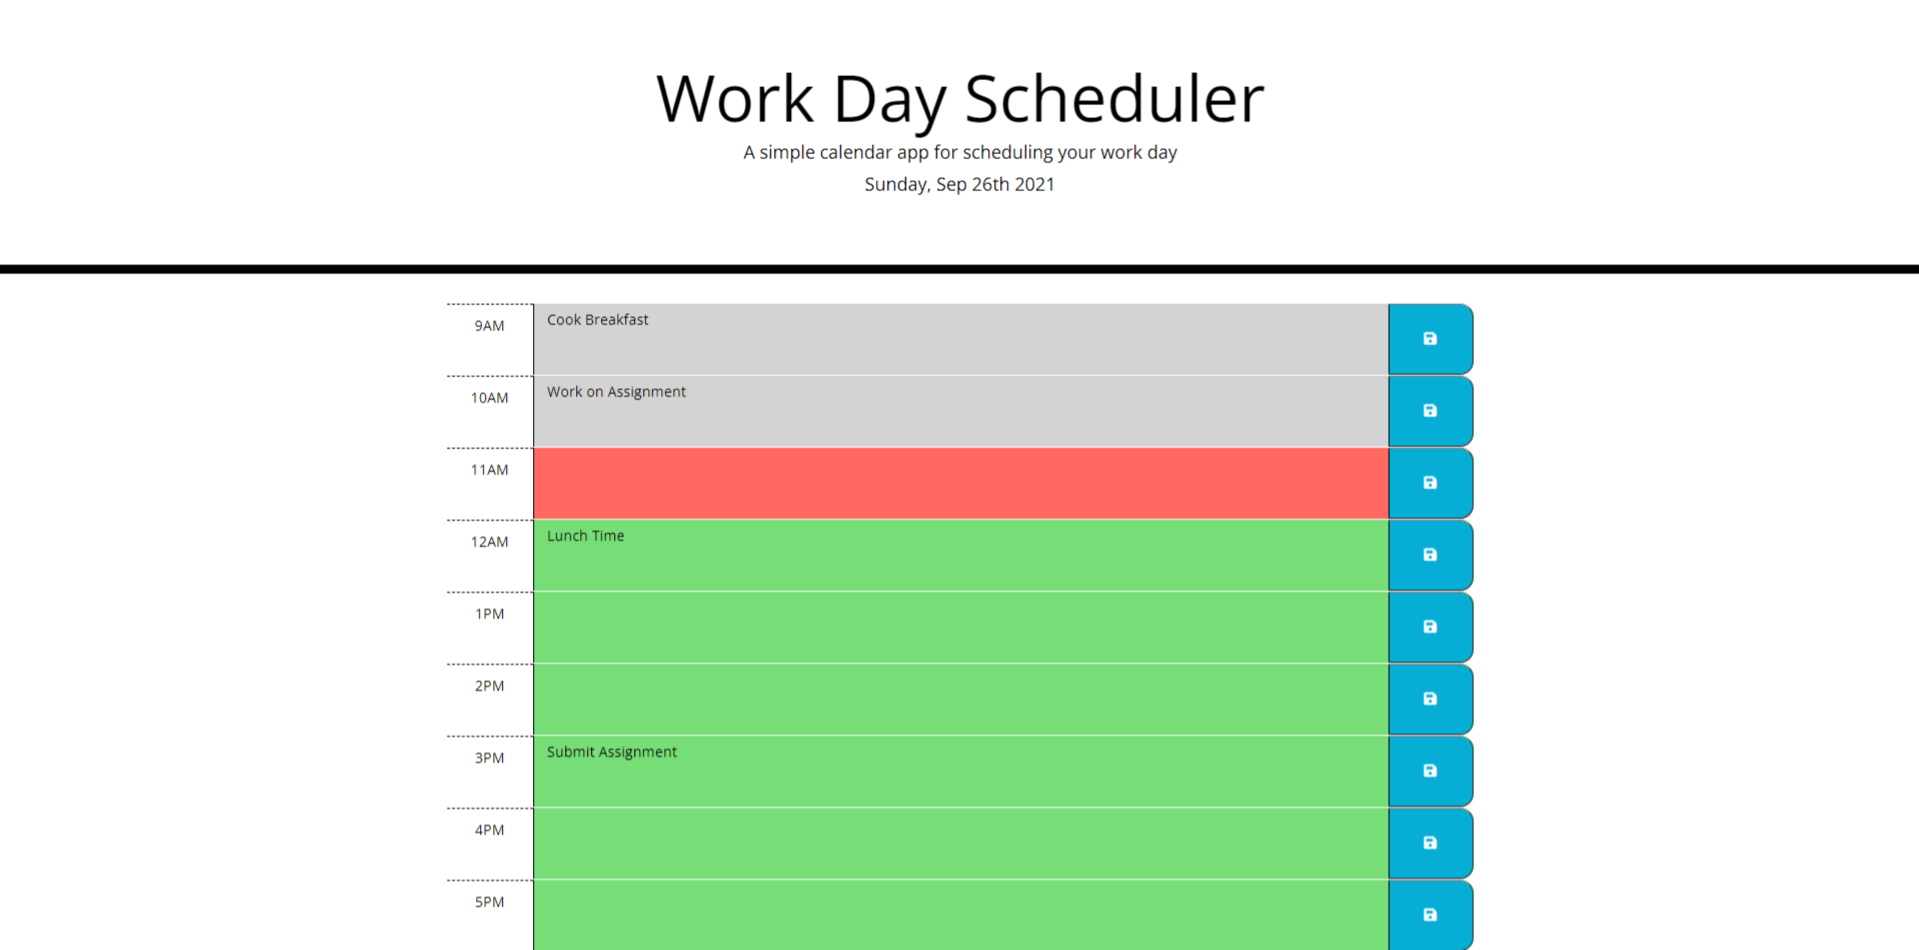 Work Day Scheduler
A simple calendar app for scheduling your work day
Sunday, Sep 26th 2021
9AM
Cook Breakfast
10AM
Work on Assignment
11AM
12AM
Lunch Time
1PM
2PM
3PM
Submit Assignment
4PM
5PM